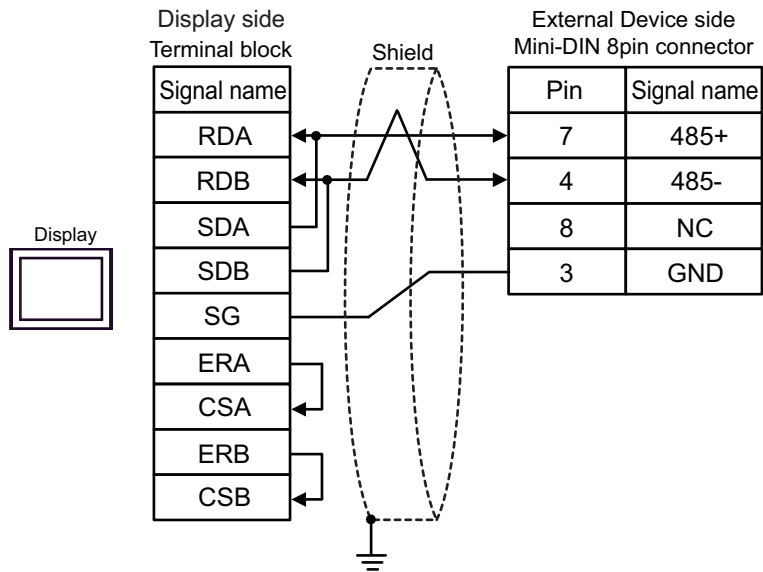 Display side
Terminal block
Shield
External Device side
Mini-DIN 8pin connector
Signal name
Pin Signal name
RDA
7 485+
RDB
4 485-
SDA
8 NC
Display
SDB
3 GND
SG
ERA
CSA
ERB
CSB